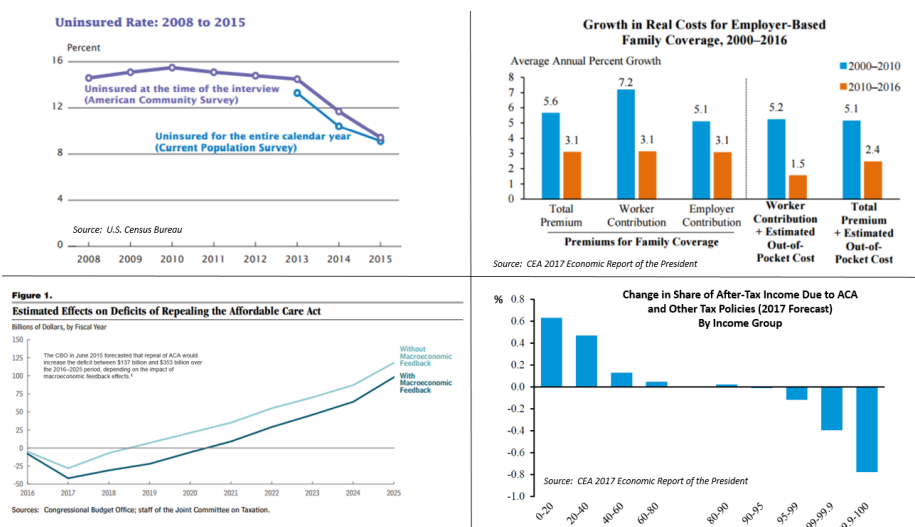 Uninsured Rate: 2008 to 2015
Percent
16
12
8
4
0
Uninsured at the time of the interview
(American Community Survey)
Uninsured for the entire calendar year
(Current Population Survey)
Source: U.S. Census Bureau
2008 2009 2010 2011 2012 2013 2014 2015
Growth in Real Costs for Employer-Based
Family Coverage, 2000–2016
Average Annual Percent Growth
2000–2010
2010–2016
8
7
6
5
4
3
2
1
0
5.6 3.1 7.2 3.1 5.1 3.1 5.2 1.5 5.1 2.4
Total
Premium
Worker
Contribution
Employer
Contribution
Premiums for Family Coverage
Worker
Contribution
+ Estimated
Out-of-
Pocket Cost
Total
Premium
+ Estimated
Out-of-
Pocket Cost
Source: CEA 2017 Economic Report of the President
Figure 1.
Estimated Effects on Deficits of Repealing the Affordable Care Act
Billions of Dollars, by Fiscal Year
150
125
100
75
50
25
0
-25
-50
The CBO in June 2015 forecasted that repeal of ACA would
increase the deficit between $137 billion and $353 billion over
the 2016–2025 period, depending on the impact of
macroeconomic feedback effects.
Without
Macroeconomic
Feedback
With
Macroeconomic
Feedback
2016 2017 2018 2019 2020 2021 2022 2023 2024 2025
Sources: Congressional Budget Office; staff of the Joint Committee on Taxation.
Change in Share of After-Tax Income Due to ACA
and Other Tax Policies (2017 Forecast)
By Income Group
%
0.8
0.6
0.4
0.2
0.0
-0.2
-0.4
-0.6
-0.8
-1.0
Source: CEA 2017 Economic Report of the President
0-20 20-40 40-60 60-80 80-90 90-95 95-99 99-99.9 9.9-100